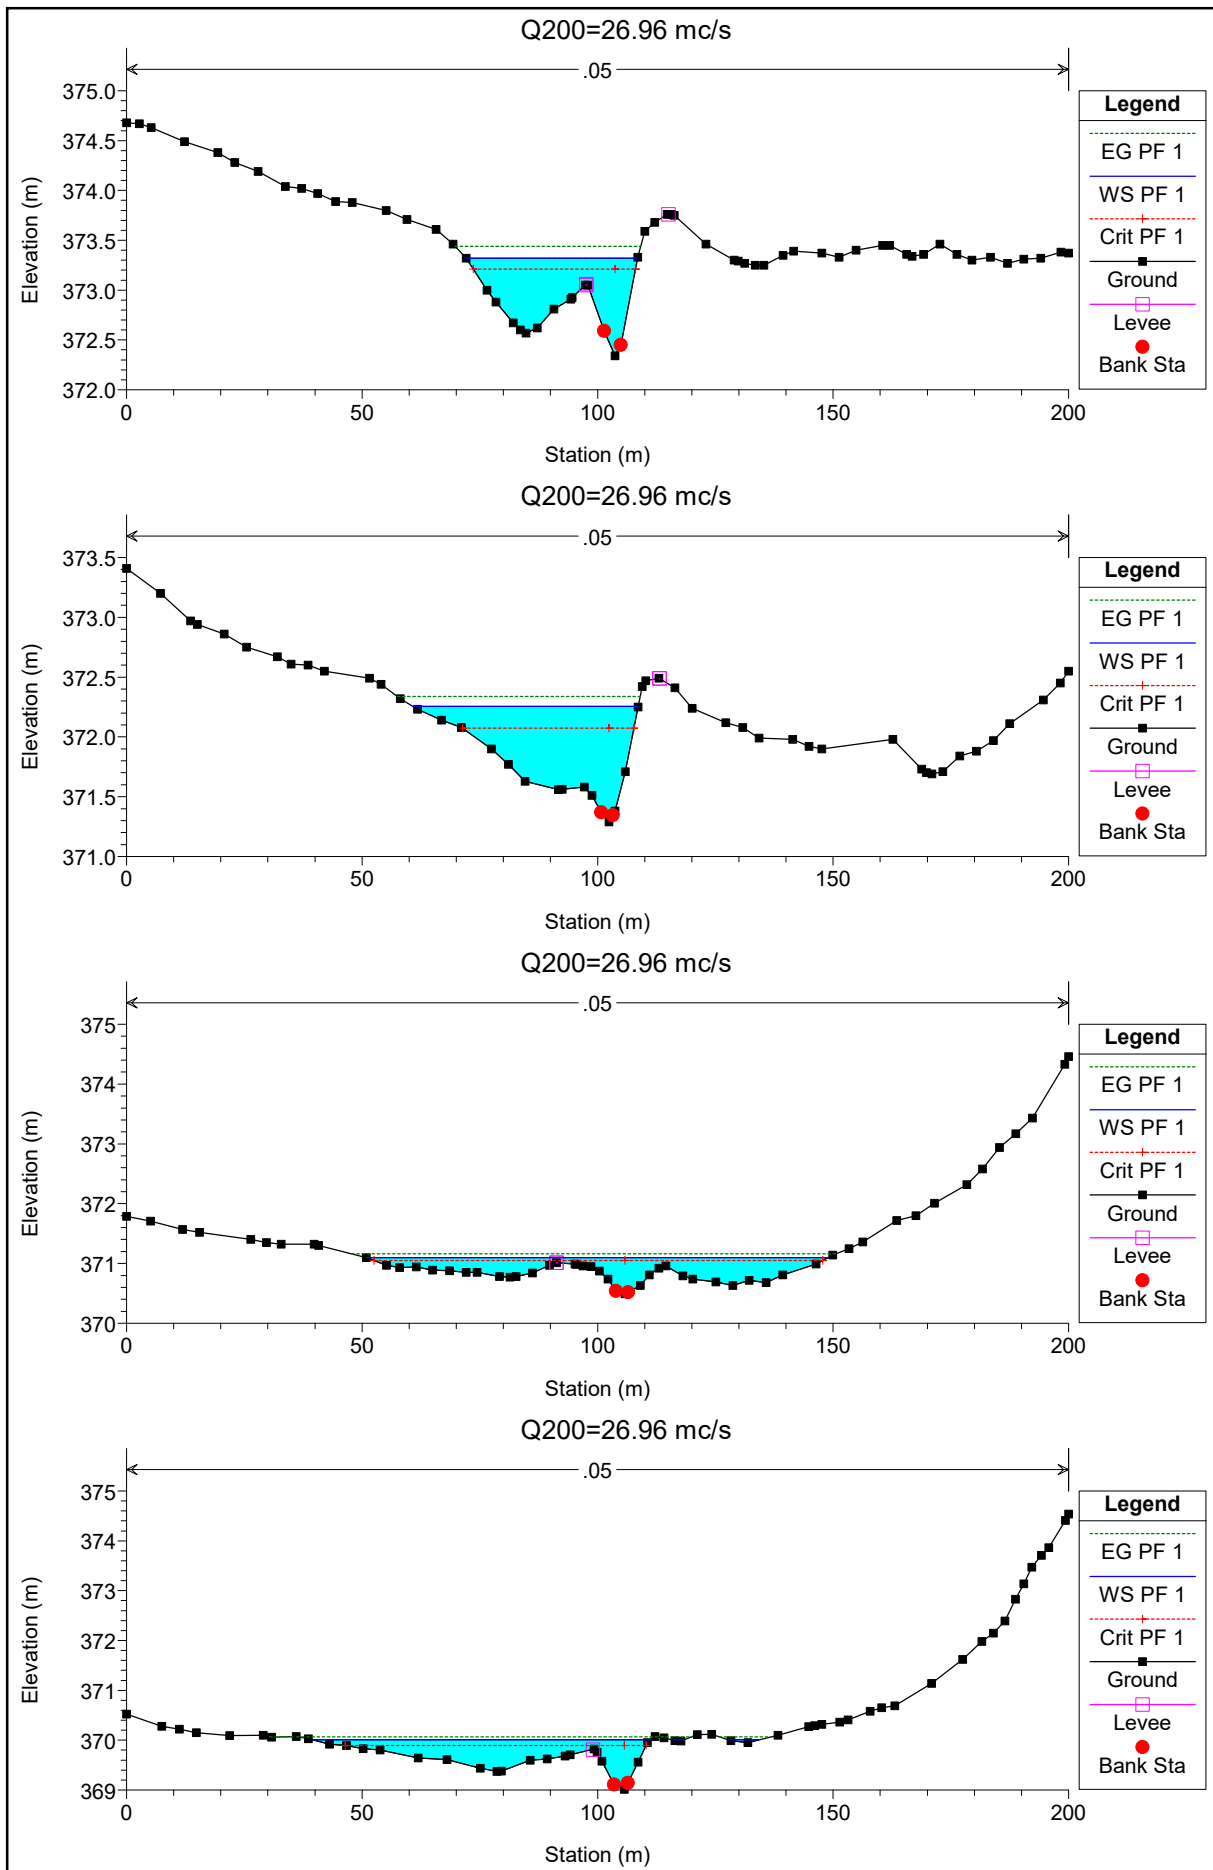 Q200=26.96 mc/s
.05
375.0
374.5
374.0
373.5
373.0
372.5
372.0
Elevation (m)
0 50 100 150 200
Station (m)
Legend
EG PF 1
WS PF 1
Crit PF 1
Ground
Levee
Bank Sta
Q200=26.96 mc/s
.05
373.5
373.0
372.5
372.0
371.5
371.0
Elevation (m)
0 50 100 150 200
Station (m)
Legend
EG PF 1
WS PF 1
Crit PF 1
Ground
Levee
Bank Sta
Q200=26.96 mc/s
.05
375
374
373
372
371
370
Elevation (m)
0 50 100 150 200
Station (m)
Legend
EG PF 1
WS PF 1
Crit PF 1
Ground
Levee
Bank Sta
Q200=26.96 mc/s
.05
375
374
373
372
371
370
369
Elevation (m)
0 50 100 150 200
Station (m)
Legend
EG PF 1
WS PF 1
Crit PF 1
Ground
Levee
Bank Sta